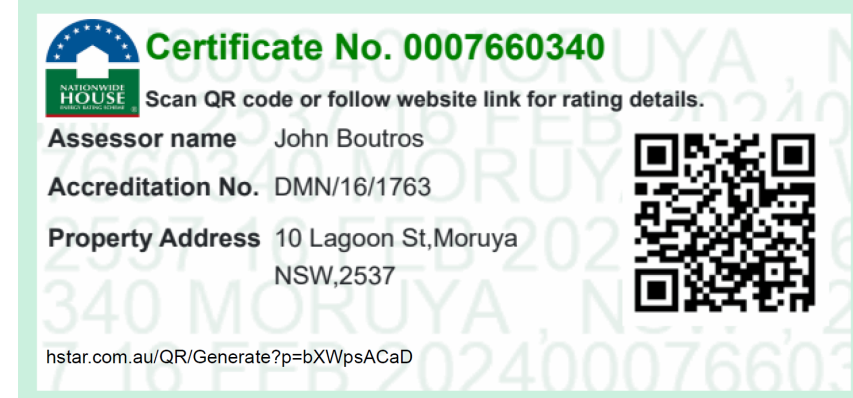 Certificate No. 0007660340
NATIONWIDE
HOUSE
ENERGY RATING SCHEME ®
Scan QR code or follow website link for rating details.
Assessor name John Boutros
Accreditation No. DMN/16/1763
Property Address 10 Lagoon St,Moruya
NSW,2537
hstar.com.au/QR/Generate?p=bXWpsACaD